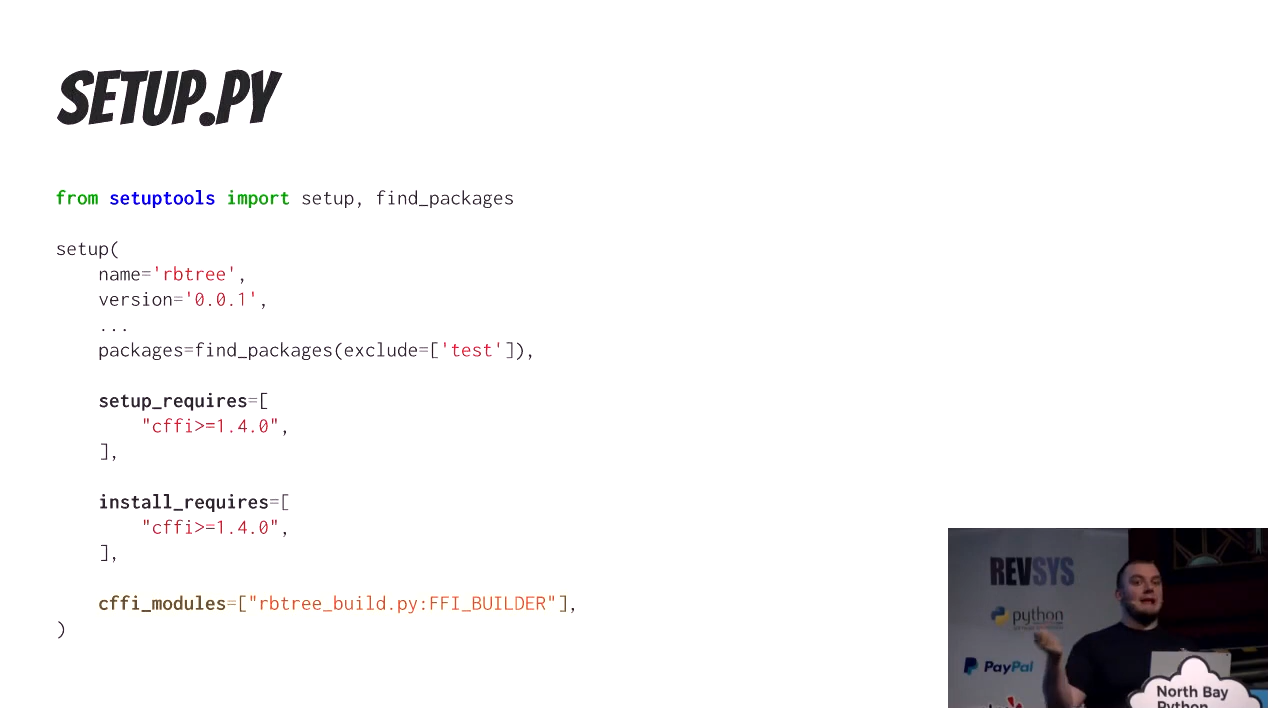 SETUP.PY
from setuptools import setup, find_packages
setup(
    name='rbtree',
    version='0.0.1',
    ...
    packages=find_packages(exclude=['test']),
    setup_requires=[
        "cffi>=1.4.0",
    ],
    install_requires=[
        "cffi>=1.4.0",
    ],
    cffi_modules=["rbtree_build.py:FFI_BUILDER"],
)
REVSYS
python
PayPal
North Bay
Python